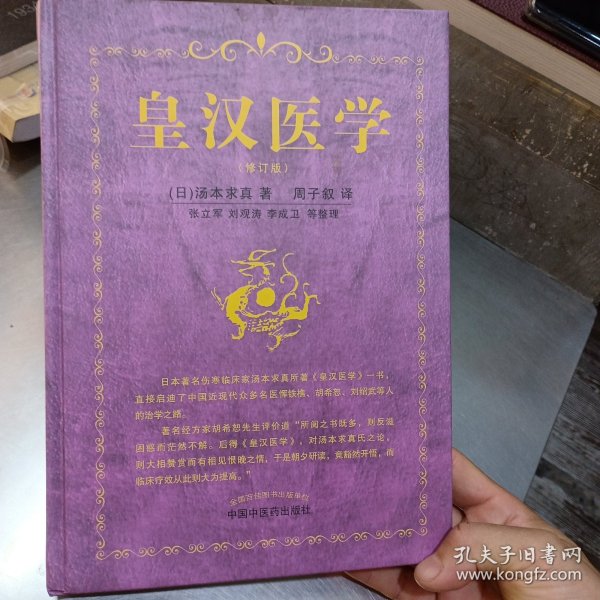 皇汉医学
(修订版)
(日)汤本求真 著 周子叙 译
张立军 刘观涛 李成卫 等整理
日本著名伤寒临床家汤本求真所著《皇汉医学》一书,
直接启迪了中国近现代众多名医恽铁樵、胡希恕、刘绍武等人
的治学之路。
著名经方家胡希恕先生评价道“所阅之书既多,则反滋
困惑而茫然不解。后得《皇汉医学》,对汤本求真氏之论,
则大相赞赏而有相见恨晚之情,于是朝夕研读,竟豁然开悟,而
临床疗效从此则大为提高。”
全国百佳图书出版单位
中国中医药出版社
孔夫子旧书网
www.kongfz.com